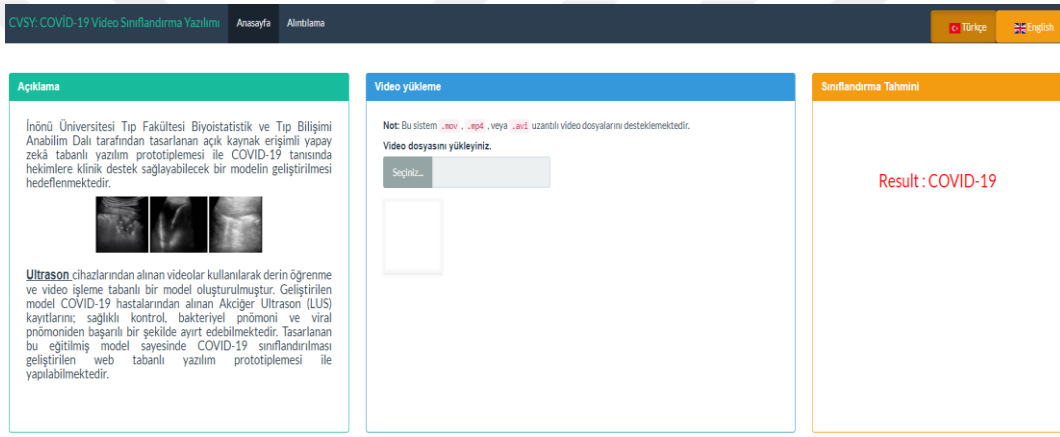 CVSY: COVİD-19 Video Sınıflandırma Yazılımı Anasayfa Alıntılama Türkçe English
Açıklama
İnönü Üniversitesi Tıp Fakültesi Biyoistatistik ve Tıp Bilişimi
Anabilim Dalı tarafından tasarlanan açık kaynak erişimli yapay
zekâ tabanlı yazılım prototiplemesi ile COVID-19 tanısında
hekimlere klinik destek sağlayabilecek bir modelin geliştirilmesi
hedeflenmektedir.
Ultrason cihazlarından alınan videolar kullanılarak derin öğrenme
ve video işleme tabanlı bir model oluşturulmuştur. Geliştirilen
model COVID-19 hastalarından alınan Akciğer Ultrason (LUS)
kayıtlarını; sağlıklı kontrol, bakteriyel pnömoni ve viral
pnömoniden başarılı bir şekilde ayırt edebilmektedir. Tasarlanan
bu eğitilmiş model sayesinde COVID-19 sınıflandırılması
geliştirilen web tabanlı yazılım prototiplemesi ile
yapılabilmektedir.
Video yükleme
Not: Bu sistem .mov , .mp4 ,veya .avi uzantılı video dosyalarını desteklemektedir.
Video dosyasını yükleyiniz.
Seçiniz...
Sınıflandırma Tahmini
Result : COVID-19